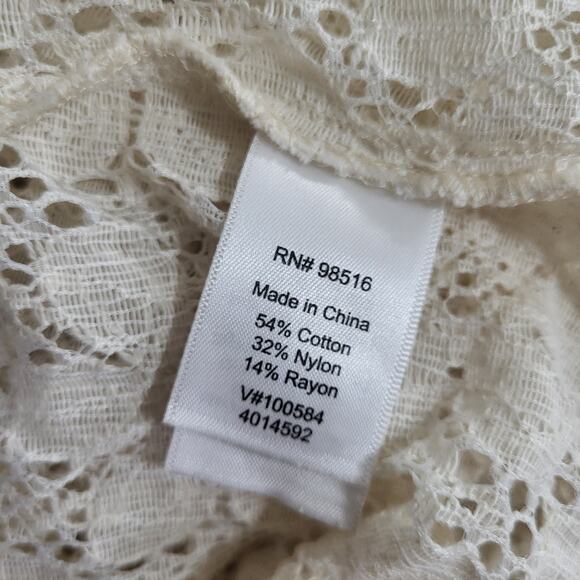 RN# 98516
Made in China
54% Cotton
32% Nylon
14% Rayon
V#100584
4014592